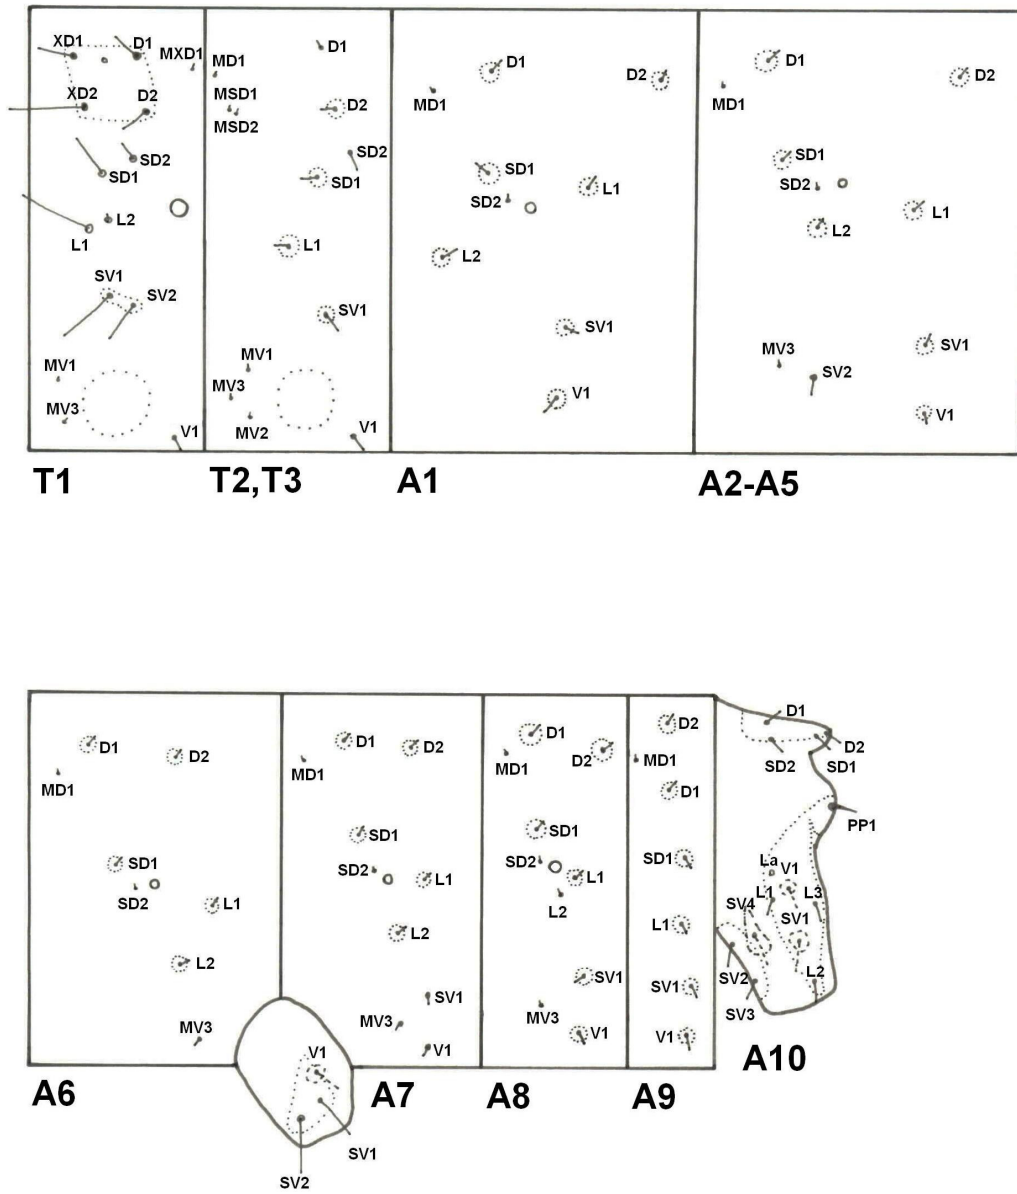 XD1 D1 MXD1
XD2 D2
SD2
SD1
L2
L1
SV1 SV2
MV1
MV3
V1
T1
D1
MD1
MSD1 D2
MSD2
SD2
SD1
L1
SV1
MV1
MV3
MV2 V1
T2,T3
D1
D2
MD1
SD1
L1
SD2
L2
SV1
V1
A1
D1
D2
MD1
SD1
SD2
L1
L2
SV1
MV3
SV2
V1
A2-A5
D1
D2
MD1
SD1
SD2
L1
L2
MV3
A6
V1
SV1
SV2
D1
D2
MD1
SD1
SD2
L1
L2
SV1
MV3
V1
A7
D1
D2
MD1
SD1
SD2
L1
L2
SV1
MV3
V1
A8
D2
MD1
D1
SD1
L1
SV1
V1
A9
D1
D2
SD2 SD1
PP1
La V1
L1 L3
SV4
SV1
SV2 L2
SV3
A10